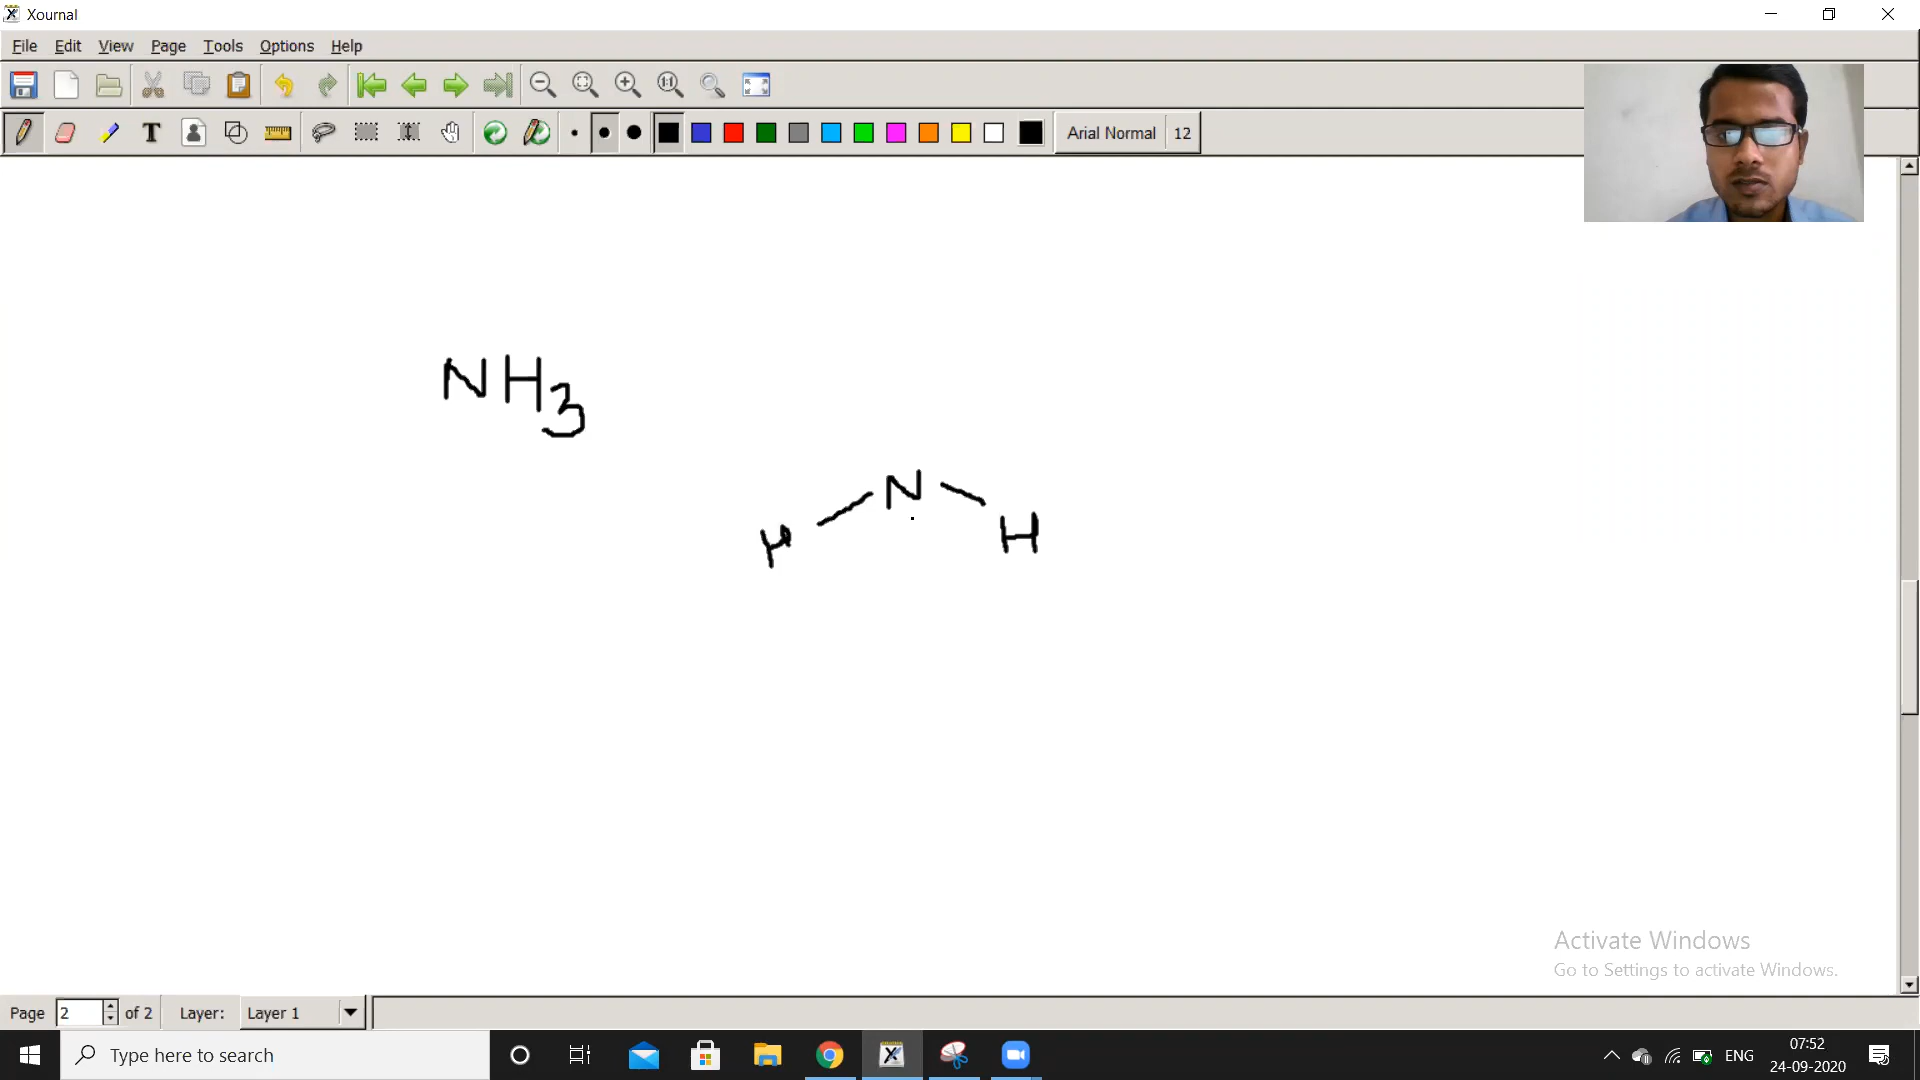 Xournal
File Edit View Page Tools Options Help
T Arial Normal 12
NH3
N
H H
Activate Windows
Go to Settings to activate Windows.
Page 2 of 2 Layer: Layer 1
Type here to search
ENG 07:52
24-09-2020